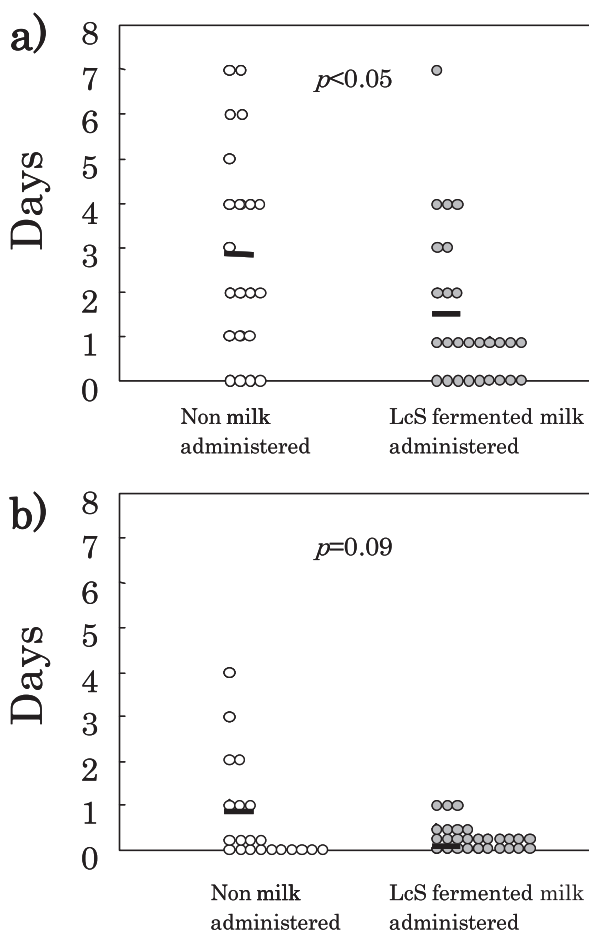 a)
8
7
6
5
4
3
2
1
0
Days
p<0.05
Non milk
administered
LcS fermented milk
administered
b)
8
7
6
5
4
3
2
1
0
Days
p=0.09
Non milk
administered
LcS fermented milk
administered